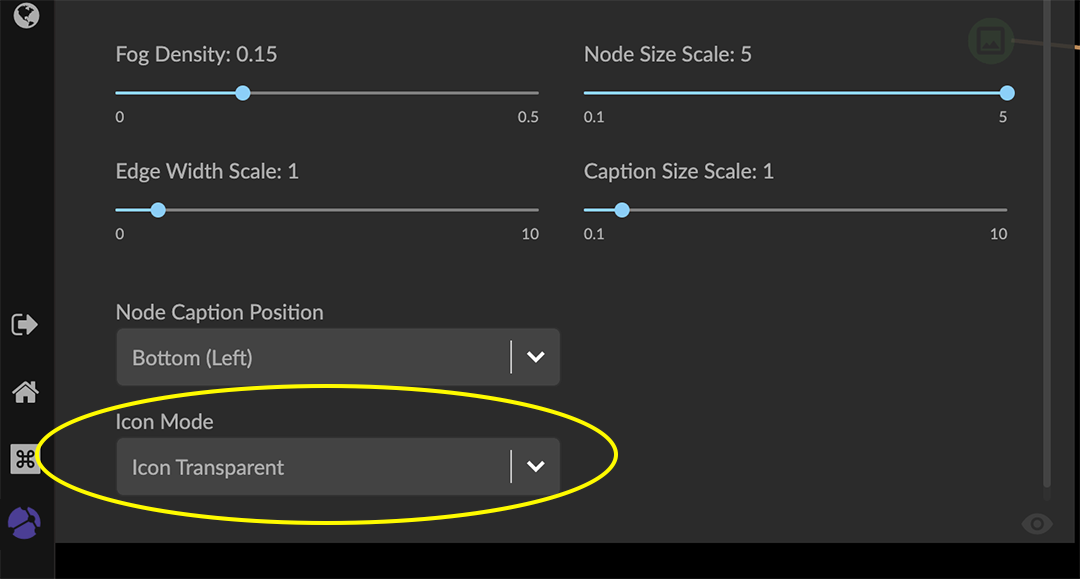 Fog Density: 0.15
Node Size Scale: 5
0
0.5
0.1
5
Edge Width Scale: 1
Caption Size Scale: 1
0
10
0.1
10
Node Caption Position
Bottom (Left)
Icon Mode
Icon Transparent